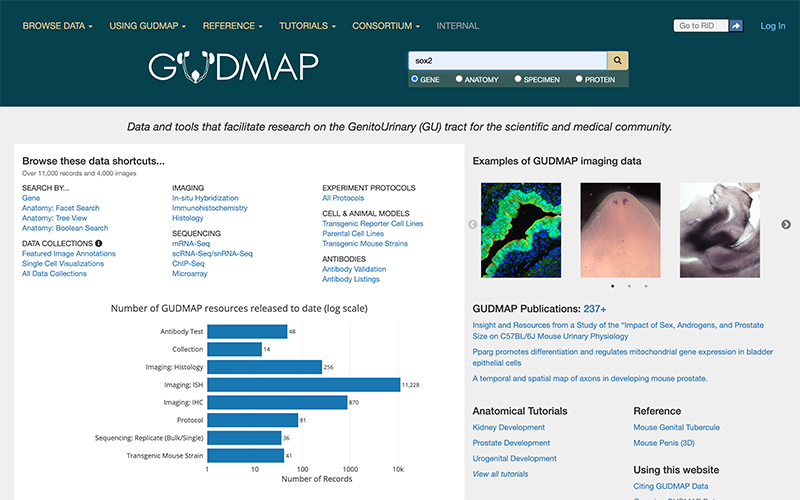 BROWSE DATA USING GUDMAP REFERENCE TUTORIALS CONSORTIUM INTERNAL Go to RID Log In
GUDMAP
sox2
GENE ANATOMY SPECIMEN PROTEIN
Data and tools that facilitate research on the GenitoUrinary (GU) tract for the scientific and medical community.
Browse these data shortcuts...
Over 11,000 records and 4,000 images
SEARCH BY...
Gene
Anatomy: Facet Search
Anatomy: Tree View
Anatomy: Boolean Search
DATA COLLECTIONS
Featured Image Annotations
Single Cell Visualizations
All Data Collections
IMAGING
In-situ Hybridization
Immunohistochemistry
Histology
SEQUENCING
mRNA-Seq
scRNA-Seq/snRNA-Seq
ChIP-Seq
Microarray
EXPERIMENT PROTOCOLS
All Protocols
CELL & ANIMAL MODELS
Transgenic Reporter Cell Lines
Parental Cell Lines
Transgenic Mouse Strains
ANTIBODIES
Antibody Validation
Antibody Listings
Number of GUDMAP resources released to date (log scale)
Antibody Test 48
Collection 14
Imaging: Histology 256
Imaging: ISH 11,228
Imaging: IHC 870
Protocol 81
Sequencing: Replicate (Bulk/Single) 36
Transgenic Mouse Strain 41
1 10 100 1000 10k
Number of Records
Examples of GUDMAP imaging data
GUDMAP Publications: 237+
Insight and Resources from a Study of the "Impact of Sex, Androgens, and Prostate
Size on C57BL/6J Mouse Urinary Physiology
Pparg promotes differentiation and regulates mitochondrial gene expression in bladder
epithelial cells
A temporal and spatial map of axons in developing mouse prostate.
Anatomical Tutorials
Kidney Development
Prostate Development
Urogenital Development
View all tutorials
Reference
Mouse Genital Tubercule
Mouse Penis (3D)
Using this website
Citing GUDMAP Data